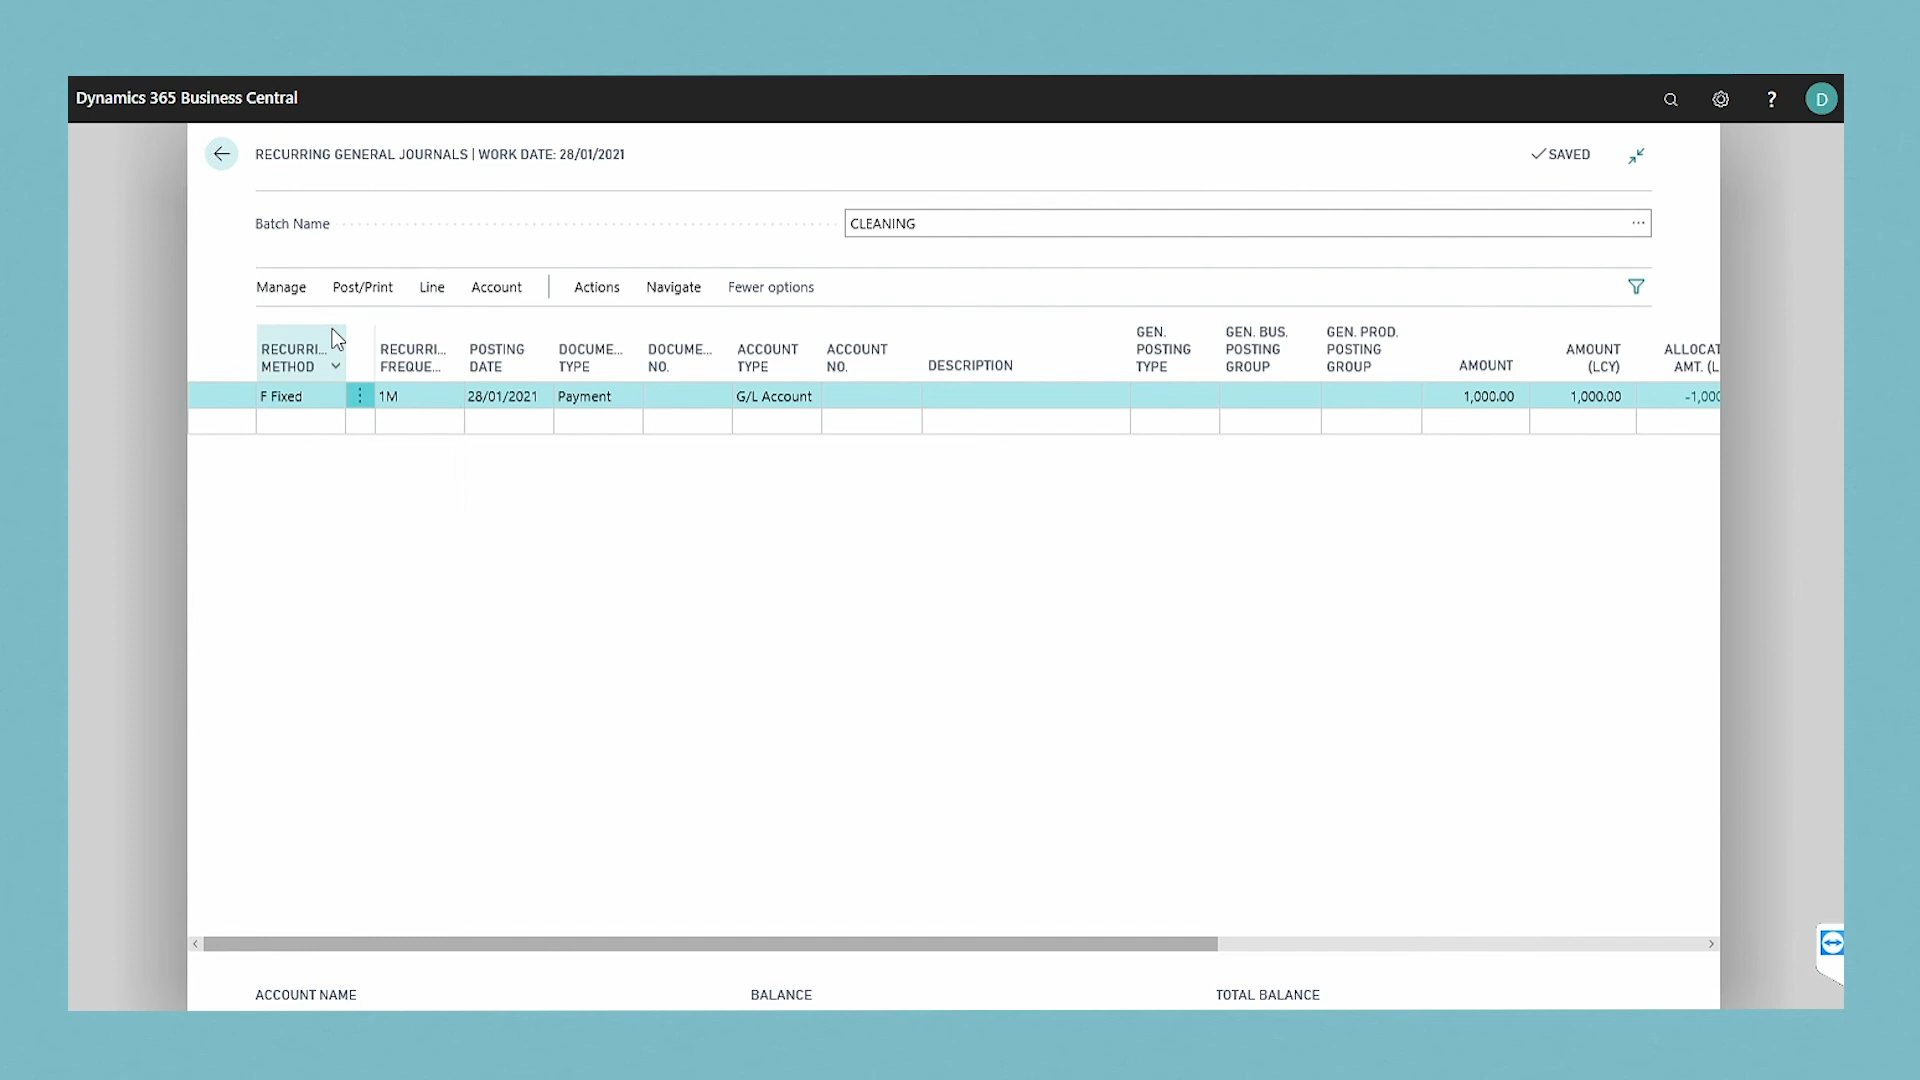 Dynamics 365 Business Central
?
D
RECURRING GENERAL JOURNALS | WORK DATE: 28/01/2021
SAVED
Batch Name
CLEANING
Manage Post/Print Line Account Actions Navigate Fewer options
RECURRI... METHOD
RECURRI... FREQUE...
POSTING DATE
DOCUME... TYPE
DOCUME... NO.
ACCOUNT TYPE
ACCOUNT NO.
DESCRIPTION
GEN. POSTING TYPE
GEN. BUS. POSTING GROUP
GEN. PROD. POSTING GROUP
AMOUNT
AMOUNT (LCY)
ALLOCAT AMT. (L
F Fixed 1M 28/01/2021 Payment G/L Account 1,000.00 1,000.00 -1,000
ACCOUNT NAME BALANCE TOTAL BALANCE